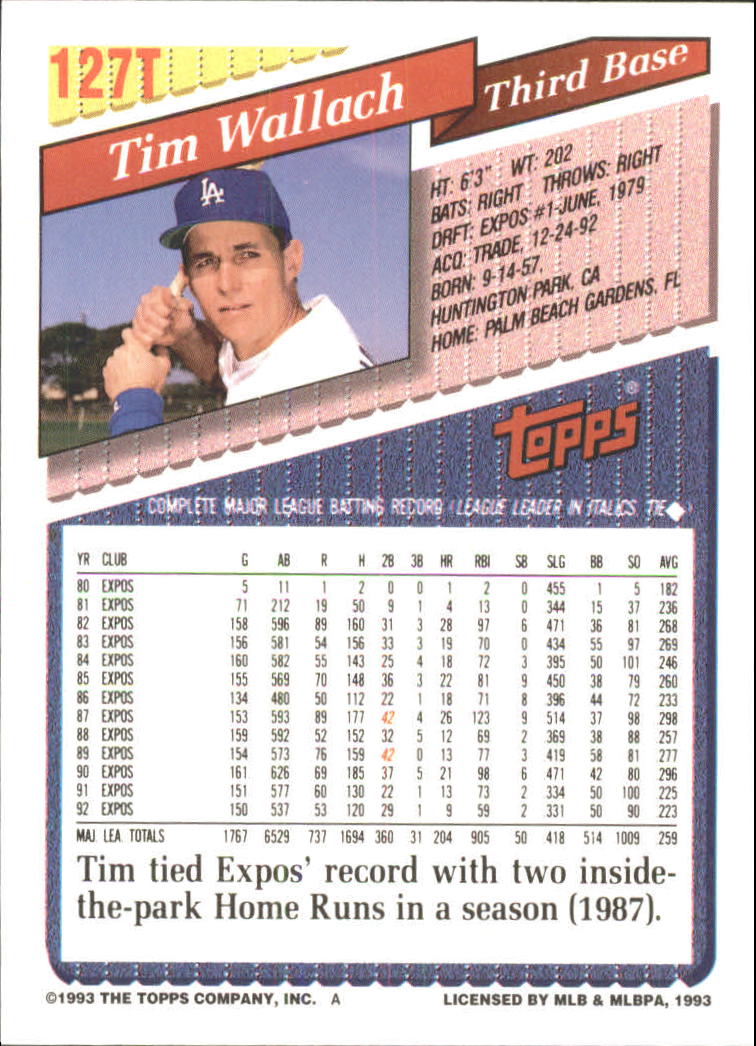 127T
Tim Wallach
Third Base
LA
HT: 6'3" WT: 202
BATS: RIGHT THROWS: RIGHT
DRFT: EXPOS #1-JUNE, 1979
ACQ: TRADE, 12-24-92
BORN: 9-14-57,
HUNTINGTON PARK, CA
HOME: PALM BEACH GARDENS, FL
TOPPS®
COMPLETE MAJOR LEAGUE BATTING RECORD (LEAGUE LEADER IN ITALICS, TIE◆)
YR CLUB G AB R H 2B 3B HR RBI SB SLG BB SO AVG
80 EXPOS 5 11 1 2 0 0 1 2 0 455 1 5 182
81 EXPOS 71 212 19 50 9 1 4 13 0 344 15 37 236
82 EXPOS 158 596 89 160 31 3 28 97 6 471 36 81 268
83 EXPOS 156 581 54 156 33 3 19 70 0 434 55 97 269
84 EXPOS 160 582 55 143 25 4 18 72 3 395 50 101 246
85 EXPOS 155 569 70 148 36 3 22 81 9 450 38 79 260
86 EXPOS 134 480 50 112 22 1 18 71 8 396 44 72 233
87 EXPOS 153 593 89 177 42 4 26 123 9 514 37 98 298
88 EXPOS 159 592 52 152 32 5 12 69 2 369 38 88 257
89 EXPOS 154 573 76 159 42 0 13 77 3 419 58 81 277
90 EXPOS 161 626 69 185 37 5 21 98 6 471 42 80 296
91 EXPOS 151 577 60 130 22 1 13 73 2 334 50 100 225
92 EXPOS 150 537 53 120 29 1 9 59 2 331 50 90 223
MAJ. LEA. TOTALS 1767 6529 737 1694 360 31 204 905 50 418 514 1009 259
Tim tied Expos' record with two inside-
the-park Home Runs in a season (1987).
©1993 THE TOPPS COMPANY, INC. A
LICENSED BY MLB & MLBPA, 1993